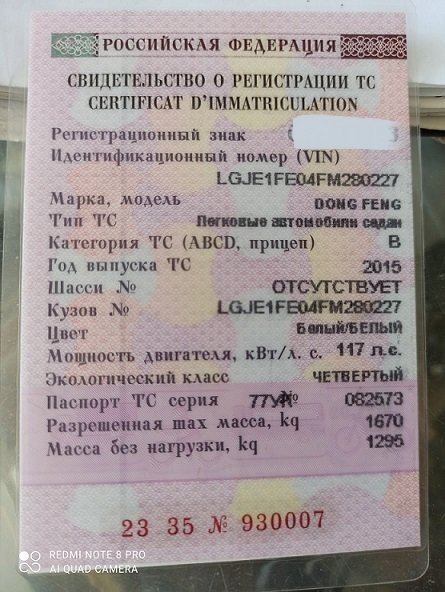 РОССИЙСКАЯ ФЕДЕРАЦИЯ
СВИДЕТЕЛЬСТВО О РЕГИСТРАЦИИ ТС
CERTIFICAT D'IMMATRICULATION
Регистрационный знак
Идентификационный номер (VIN)
LGJE1FE04FM280227
Марка, модель DONG FENG
Тип ТС Легковые автомобили седан
Категория ТС (ABCD, прицеп) B
Год выпуска ТС 2015
Шасси № ОТСУТСТВУЕТ
Кузов № LGJE1FE04FM280227
Цвет Белый/БЕЛЫЙ
Мощность двигателя, кВт/л. с. 117 л.с.
Экологический класс ЧЕТВЕРТЫЙ
Паспорт ТС серия 77УМ № 082573
Разрешенная max масса, kg 1670
Масса без нагрузки, kg 1295
23 35 № 930007
REDMI NOTE 8 PRO
AI QUAD CAMERA